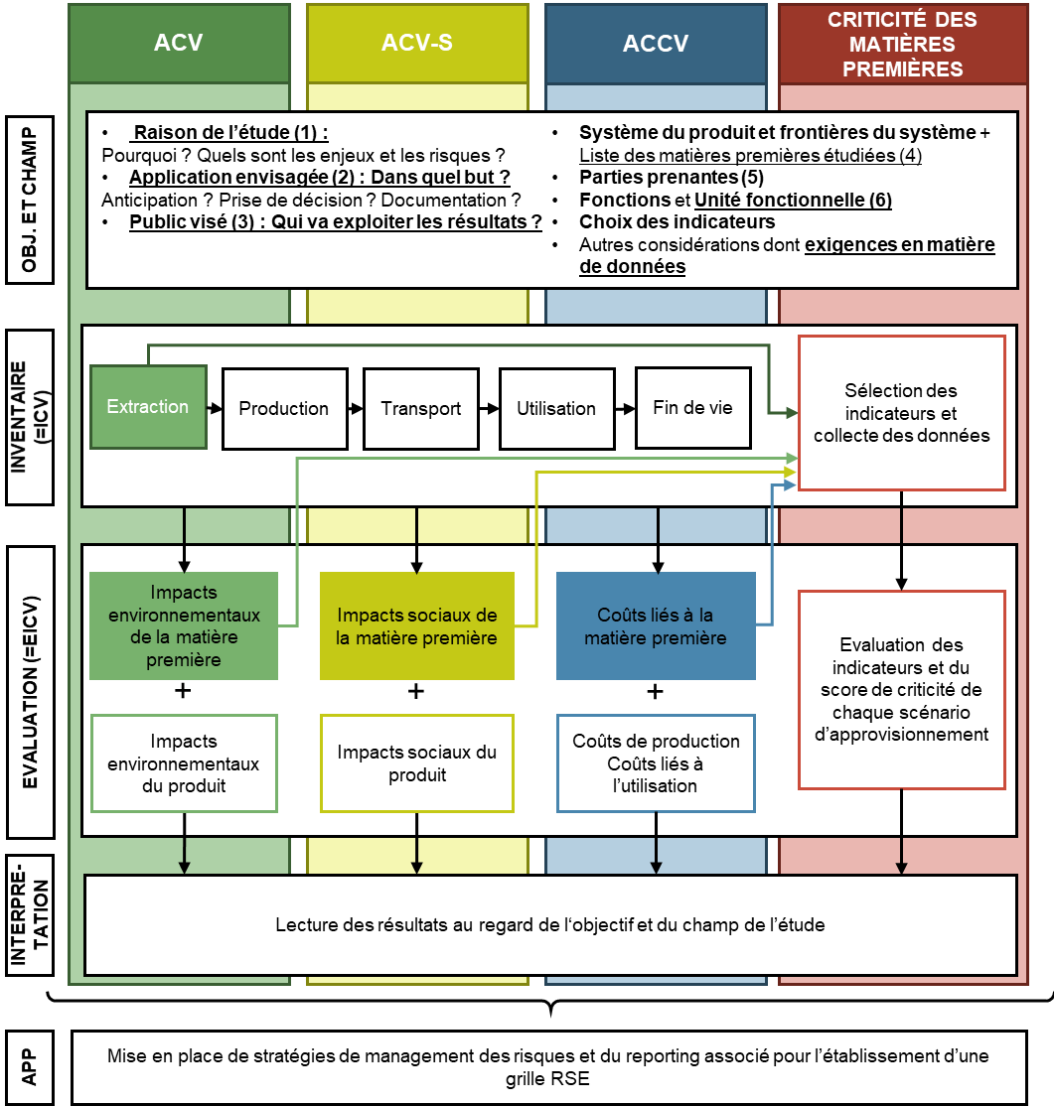 ACV
ACV-S
ACCV
CRITICITÉ DES
MATIÈRES
PREMIÈRES
OBJ. ET CHAMP
• Raison de l'étude (1) :
Pourquoi ? Quels sont les enjeux et les risques ?
• Application envisagée (2) : Dans quel but ?
Anticipation ? Prise de décision ? Documentation ?
• Public visé (3) : Qui va exploiter les résultats ?
• Système du produit et frontières du système +
Liste des matières premières étudiées (4)
• Parties prenantes (5)
• Fonctions et Unité fonctionnelle (6)
• Choix des indicateurs
• Autres considérations dont exigences en matière
de données
INVENTAIRE
(=ICV)
Extraction
Production
Transport
Utilisation
Fin de vie
Sélection des
indicateurs et
collecte des données
EVALUATION (=EICV)
Impacts
environnementaux
de la matière
première
+
Impacts
environnementaux
du produit
Impacts sociaux de
la matière première
+
Impacts sociaux du
produit
Coûts liés à la
matière première
+
Coûts de production
Coûts liés à
l'utilisation
Evaluation des
indicateurs et du
score de criticité de
chaque scénario
d'approvisionnement
INTERPRE-
TATION
Lecture des résultats au regard de l'objectif et du champ de l'étude
APP
Mise en place de stratégies de management des risques et du reporting associé pour l'établissement d'une
grille RSE